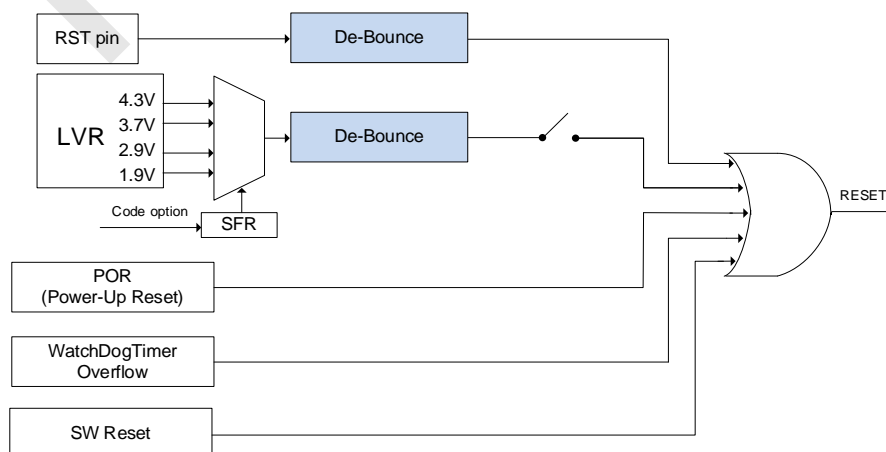 RST pin
De-Bounce
LVR
4.3V
3.7V
2.9V
1.9V
De-Bounce
Code option
SFR
RESET
POR
(Power-Up Reset)
WatchDogTimer
Overflow
SW Reset